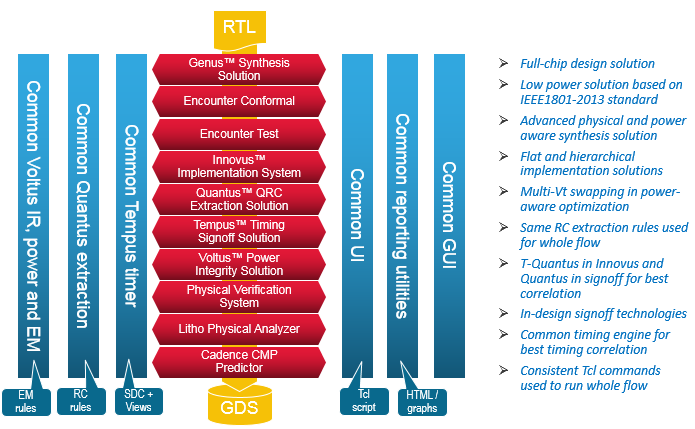 RTL
Common Voltus IR, power and EM
Common Quantus extraction
Common Tempus timer
Genus™ Synthesis
Solution
Encounter Conformal
Encounter Test
Innovus™
Implementation System
Quantus™ QRC
Extraction Solution
Tempus™ Timing
Signoff Solution
Voltus™ Power
Integrity Solution
Physical Verification
System
Litho Physical Analyzer
Cadence CMP
Predictor
GDS
Common UI
Common reporting utilities
Common GUI
EM
rules
RC
rules
SDC +
Views
Tcl
script
HTML /
graphs
Full-chip design solution
Low power solution based on
IEEE1801-2013 standard
Advanced physical and power
aware synthesis solution
Flat and hierarchical
implementation solutions
Multi-Vt swapping in power-
aware optimization
Same RC extraction rules used
for whole flow
T-Quantus in Innovus and
Quantus in signoff for best
correlation
In-design signoff technologies
Common timing engine for
best timing correlation
Consistent Tcl commands
used to run whole flow